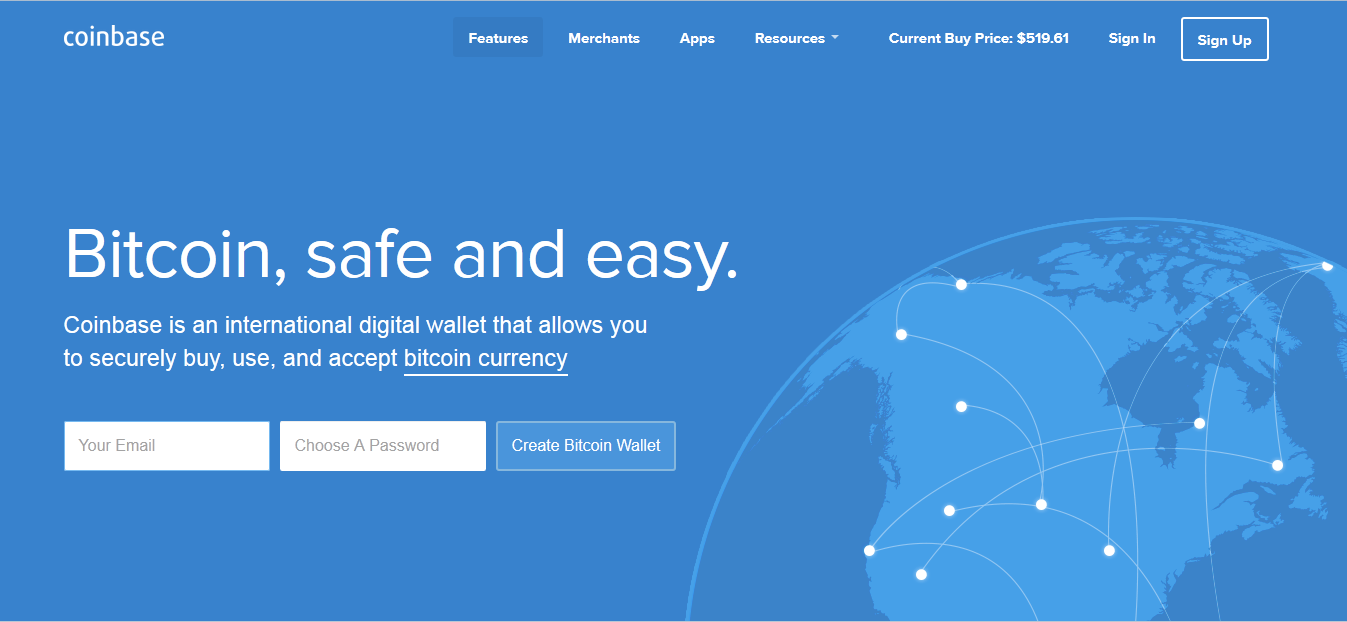 coinbase
Features Merchants Apps Resources Current Buy Price: $519.61 Sign In Sign Up
Bitcoin, safe and easy.
Coinbase is an international digital wallet that allows you
to securely buy, use, and accept bitcoin currency
Your Email Choose A Password Create Bitcoin Wallet